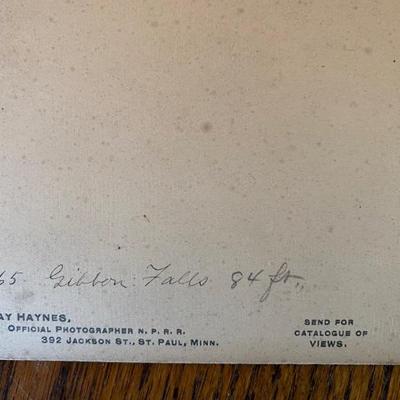 65 Gibbon Falls 84 ft.,
AY HAYNES,
OFFICIAL PHOTOGRAPHER N. P. R. R.
392 JACKSON ST., ST. PAUL, MINN.
SEND FOR
CATALOGUE OF
VIEWS.